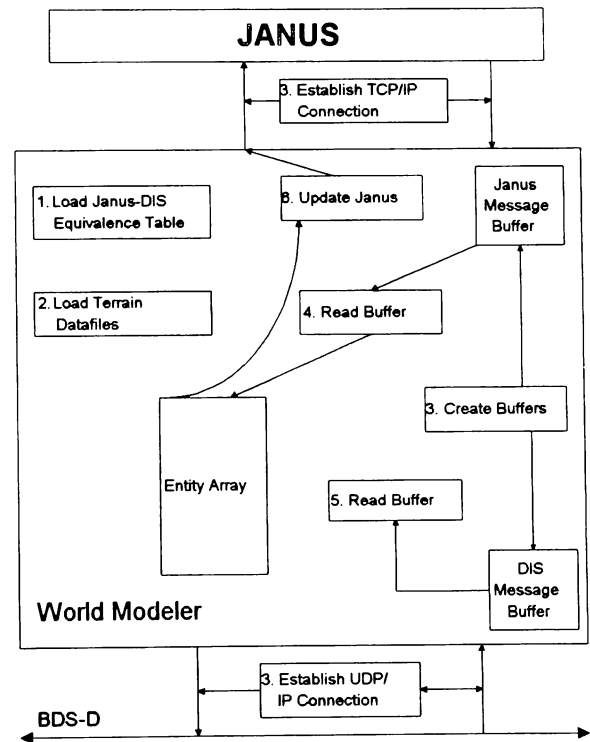 JANUS
3. Establish TCP/IP
Connection
1. Load Janus-DIS
Equivalence Table
6. Update Janus
Janus
Message
Buffer
2. Load Terrain
Datafiles
4. Read Buffer
3. Create Buffers
Entity Array
5. Read Buffer
DIS
Message
Buffer
World Modeler
3. Establish UDP/
IP Connection
BDS-D